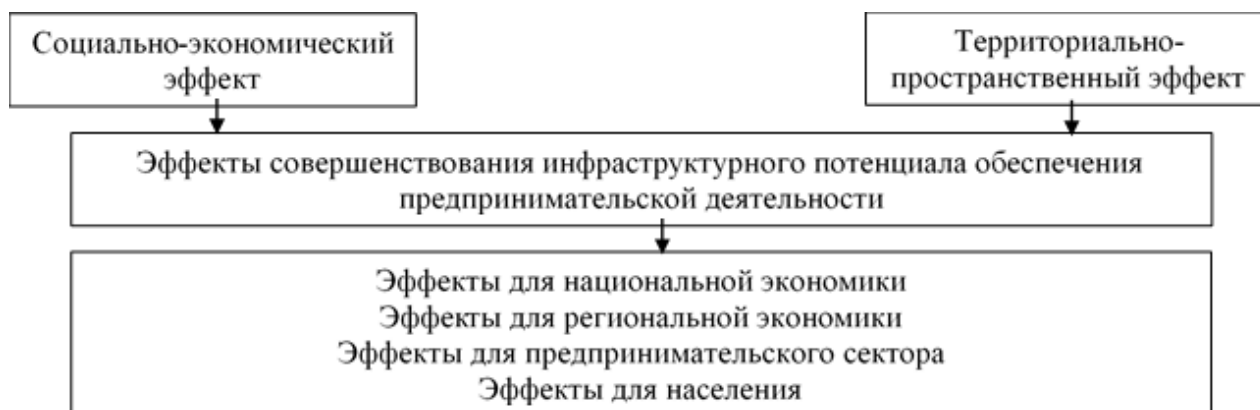 Социально-экономический
эффект
Территориально-
пространственный эффект
Эффекты совершенствования инфраструктурного потенциала обеспечения
предпринимательской деятельности
Эффекты для национальной экономики
Эффекты для региональной экономики
Эффекты для предпринимательского сектора
Эффекты для населения